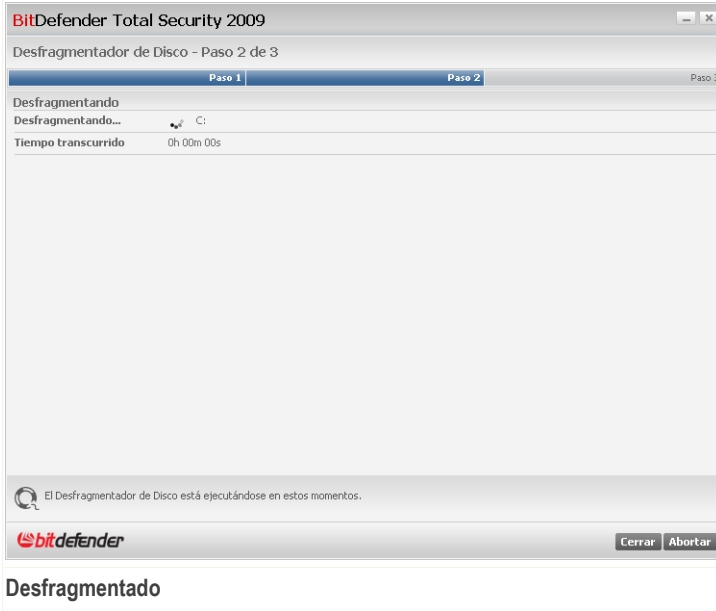 BitDefender Total Security 2009
Desfragmentador de Disco - Paso 2 de 3
Paso 1 Paso 2 Paso
Desfragmentando
Desfragmentando... C:
Tiempo transcurrido 0h 00m 00s
El Desfragmentador de Disco está ejecutándose en estos momentos.
bitdefender
Cerrar Abortar
Desfragmentado